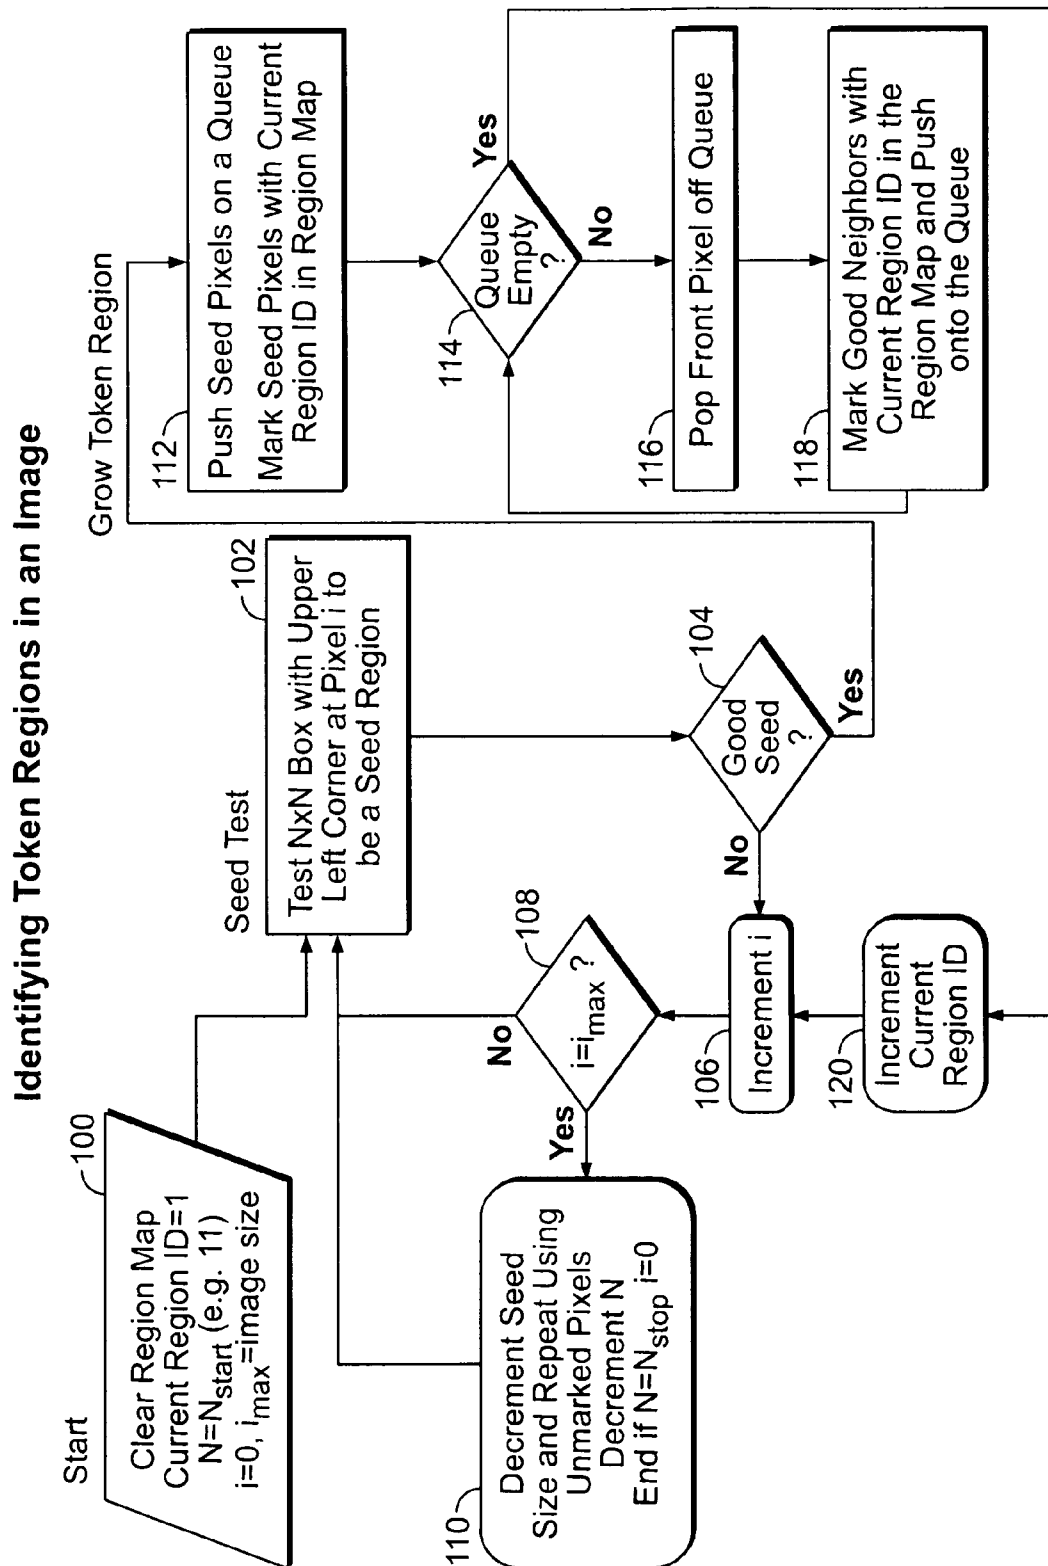 Identifying Token Regions in an Image
Start
100
Clear Region Map
Current Region ID=1
N=Nstart (e.g. 11)
i=0, imax=image size
Seed Test
102
Test NxN Box with Upper
Left Corner at Pixel i to
be a Seed Region
Grow Token Region
112
Push Seed Pixels on a Queue
Mark Seed Pixels with Current
Region ID in Region Map
110
Decrement Seed
Size and Repeat Using
Unmarked Pixels
Decrement N
End if N=Nstop i=0
Yes
No
108
i=imax ?
106
Increment i
120
Increment
Current
Region ID
No
104
Good
Seed
?
Yes
114
Queue
Empty
?
Yes
No
116
Pop Front Pixel off Queue
118
Mark Good Neighbors with
Current Region ID in the
Region Map and Push
onto the Queue